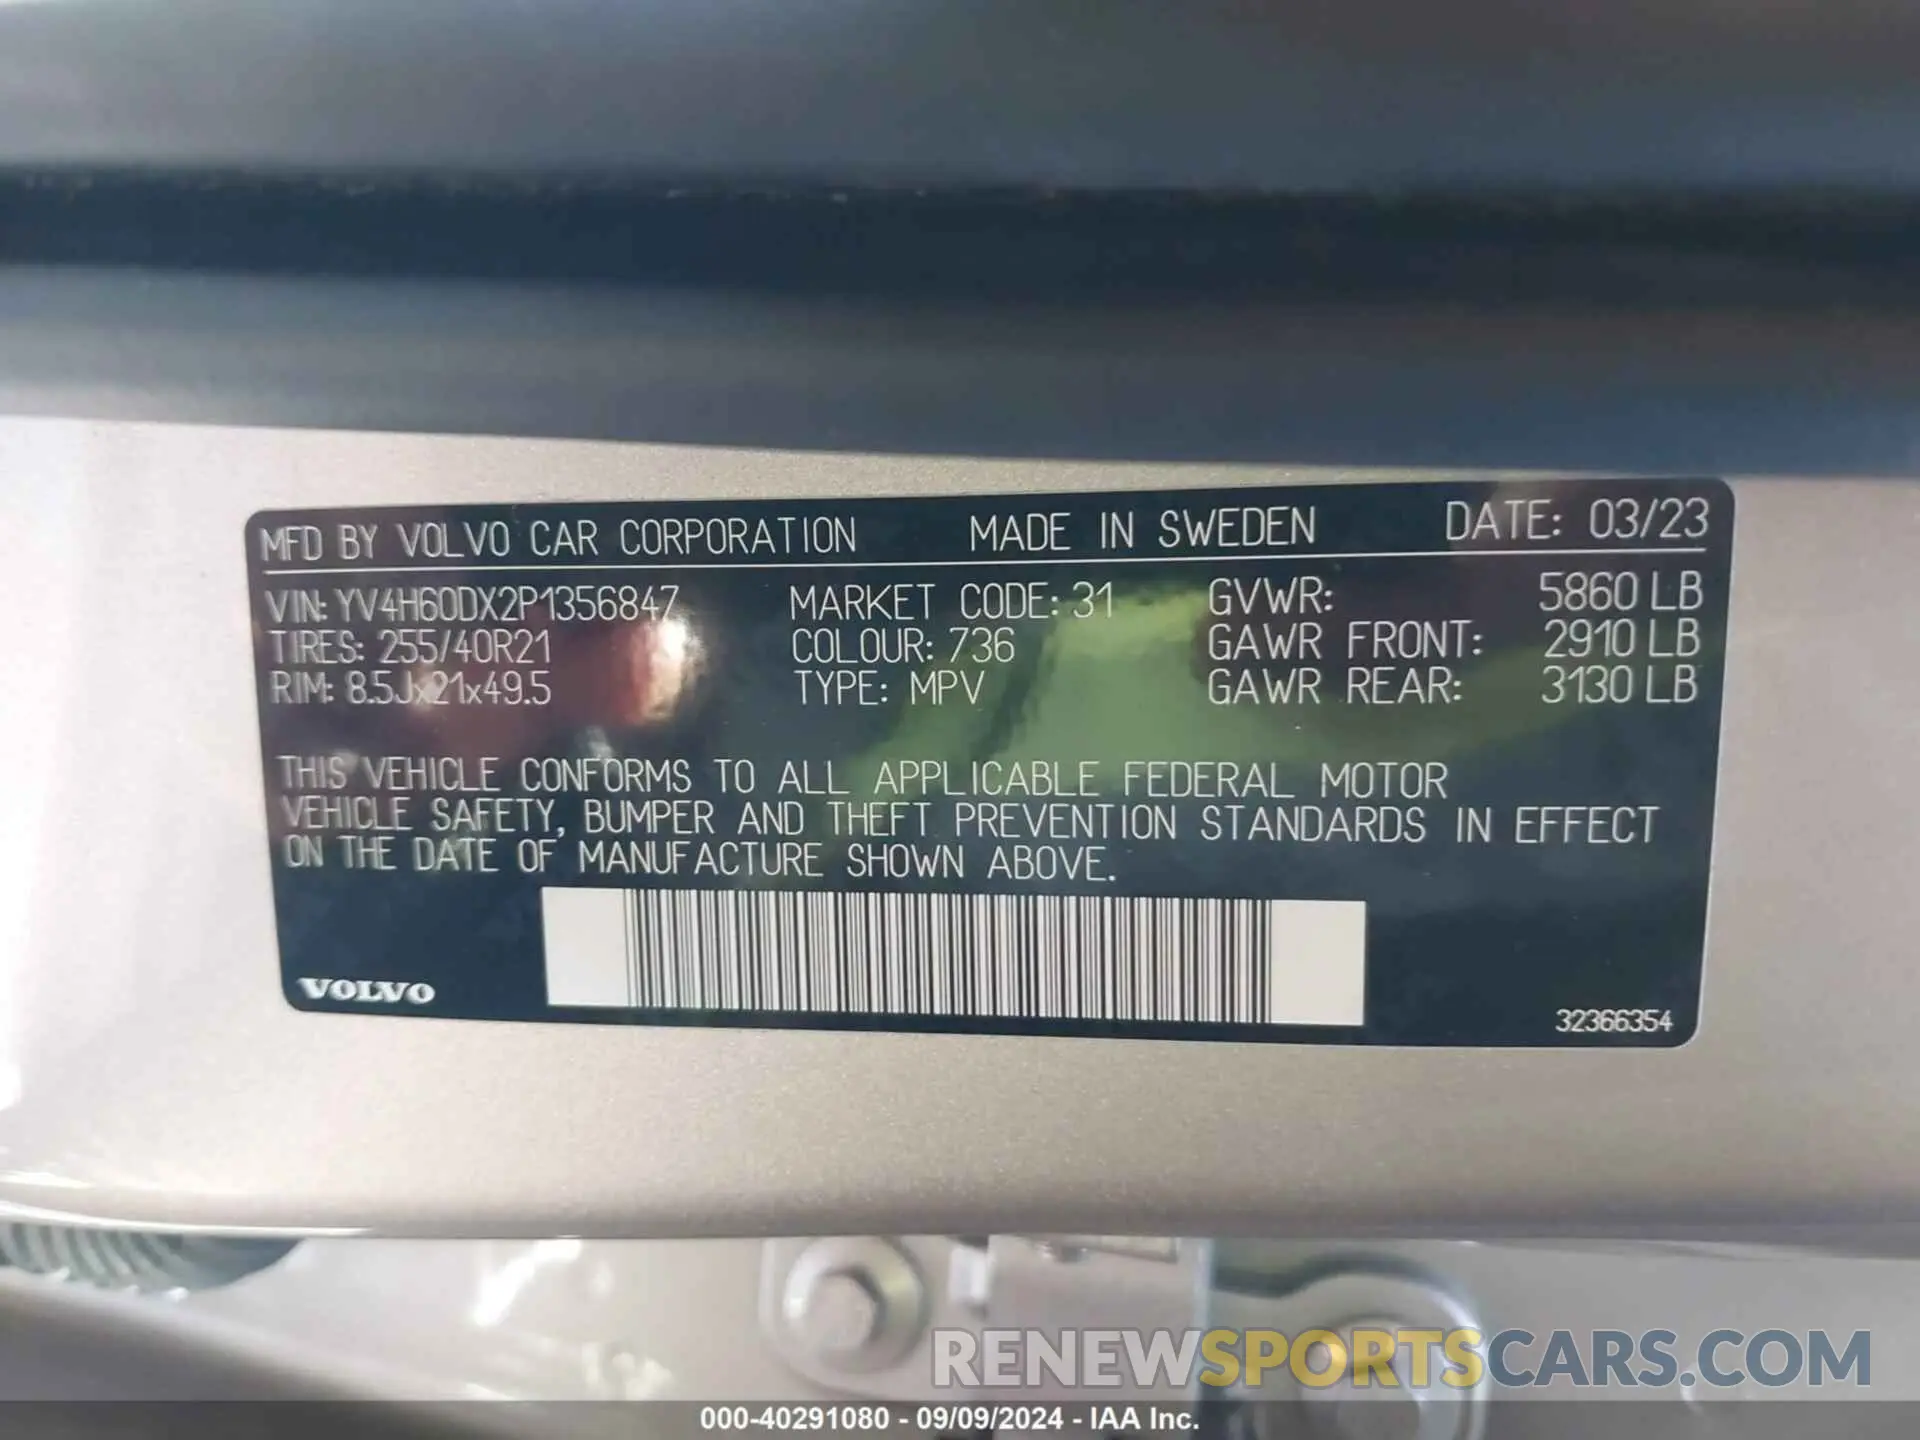 MFD BY VOLVO CAR CORPORATION MADE IN SWEDEN DATE: 03/23
VIN: YV4H60DX2P1356847 MARKET CODE: 31 GVWR: 5860 LB
TIRES: 255/40R21 COLOUR: 736 GAWR FRONT: 2910 LB
RIM: 8.5Jx21x49.5 TYPE: MPV GAWR REAR: 3130 LB
THIS VEHICLE CONFORMS TO ALL APPLICABLE FEDERAL MOTOR
VEHICLE SAFETY, BUMPER AND THEFT PREVENTION STANDARDS IN EFFECT
ON THE DATE OF MANUFACTURE SHOWN ABOVE.
VOLVO
32366354
RENEWSPORTSCARS.COM
000-40291080 - 09/09/2024 - IAA Inc.